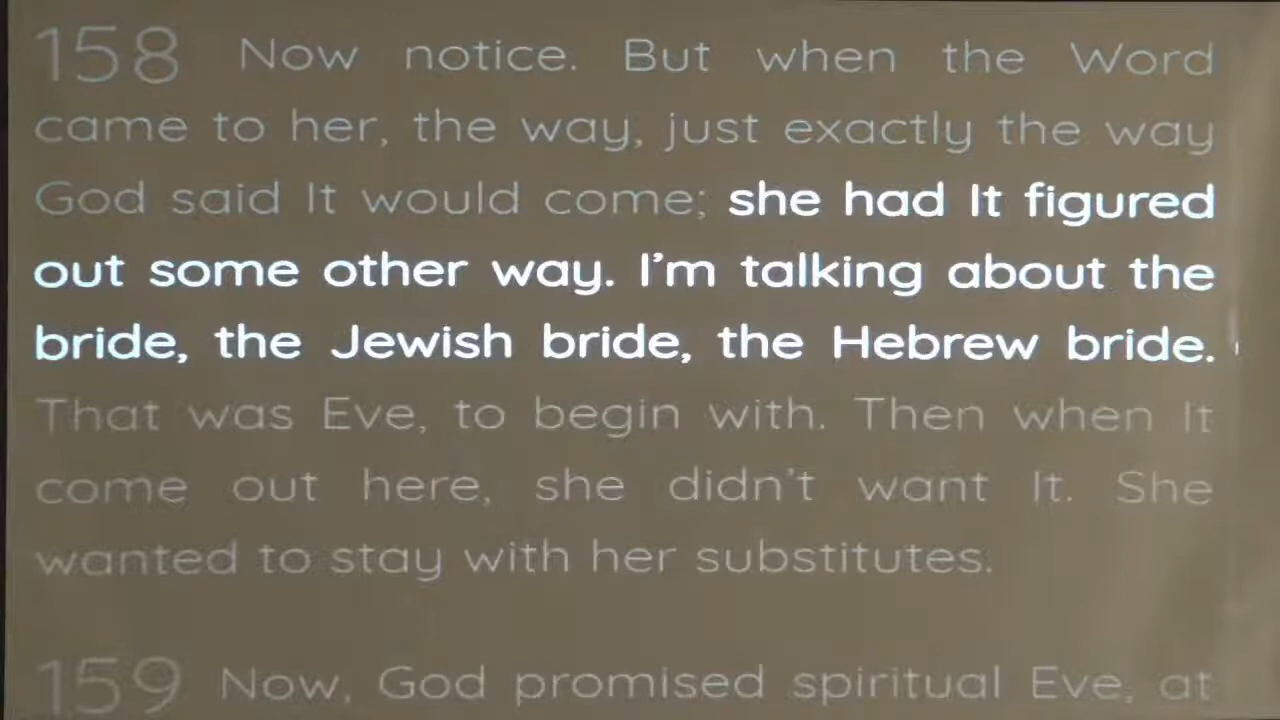 158 Now notice. But when the Word
came to her, the way, just exactly the way
God said It would come; she had It figured
out some other way. I'm talking about the
bride, the Jewish bride, the Hebrew bride.
That was Eve, to begin with. Then when It
come out here, she didn't want It. She
wanted to stay with her substitutes.
159 Now, God promised spiritual Eve, at